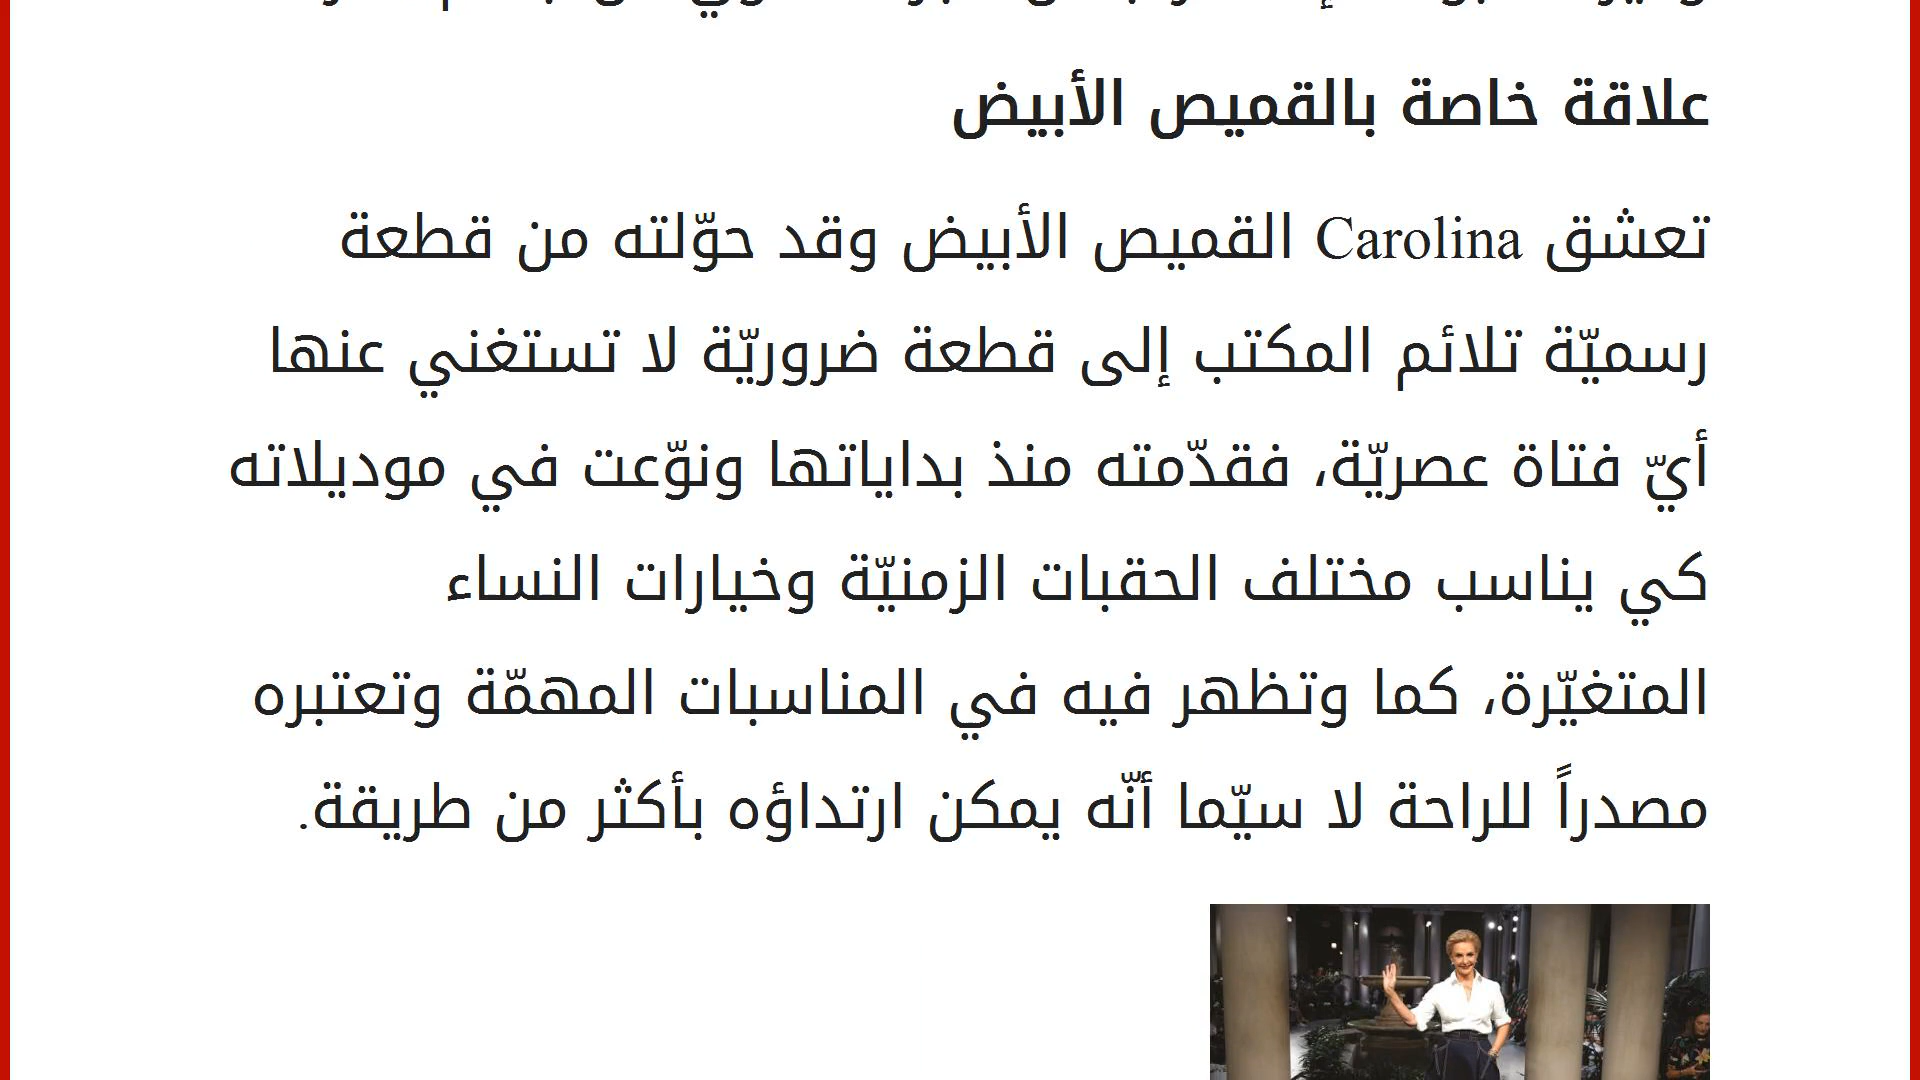 علاقة خاصة بالقميص الأبيض
تعشق Carolina القميص الأبيض وقد حوّلته من قطعة
رسميّة تلائم المكتب إلى قطعة ضروريّة لا تستغني عنها
أيّ فتاة عصريّة، فقدّمته منذ بداياتها ونوّعت في موديلاته
كي يناسب مختلف الحقبات الزمنيّة وخيارات النساء
المتغيّرة، كما وتظهر فيه في المناسبات المهمّة وتعتبره
مصدراً للراحة لا سيّما أنّه يمكن ارتداؤه بأكثر من طريقة.